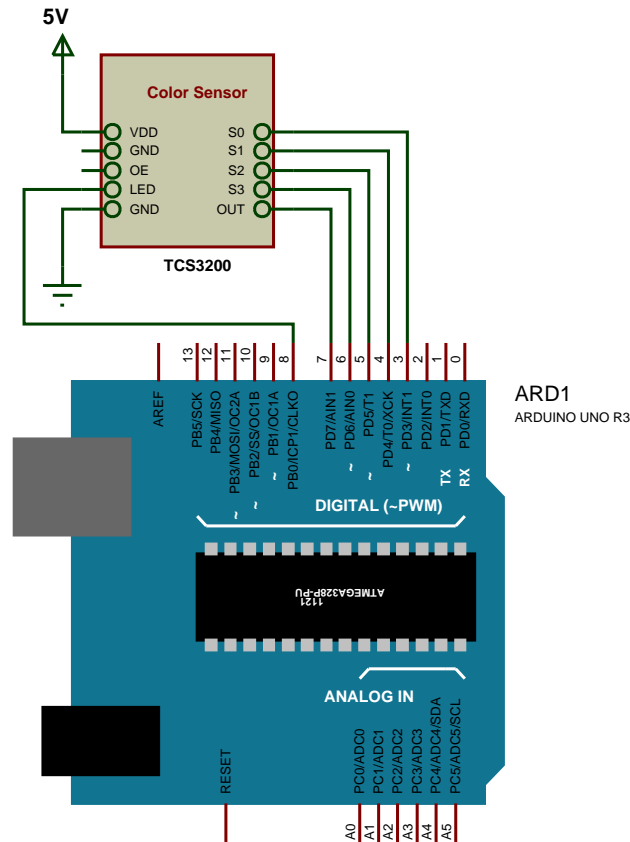 5V
Color Sensor
VDD S0
GND S1
OE S2
LED S3
GND OUT
TCS3200
13 12 11 10 9 8 7 6 5 4 3 2 1 0
AREF
PB5/SCK
PB4/MISO
PB3/MOSI/OC2A
~
PB2/SS/OC1B
~
PB1/OC1A
~
PB0/ICP1/CLKO
PD7/AIN1
PD6/AIN0
~
PD5/T1
~
PD4/T0/XCK
PD3/INT1
~
PD2/INT0
PD1/TXD
TX
PD0/RXD
RX
ARD1
ARDUINO UNO R3
DIGITAL (~PWM)
ATMEGA328P-PU
1121
ANALOG IN
RESET
PC0/ADC0
PC1/ADC1
PC2/ADC2
PC3/ADC3
PC4/ADC4/SDA
PC5/ADC5/SCL
A0 A1 A2 A3 A4 A5